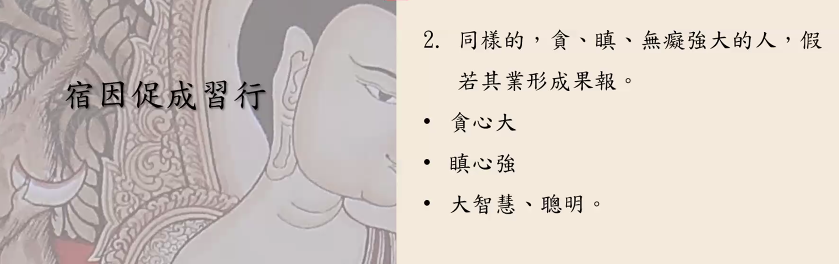 宿因促成習行
2. 同樣的，貪、瞋、無癡強大的人，假
若其業形成果報。
• 貪心大
• 瞋心強
• 大智慧、聰明。